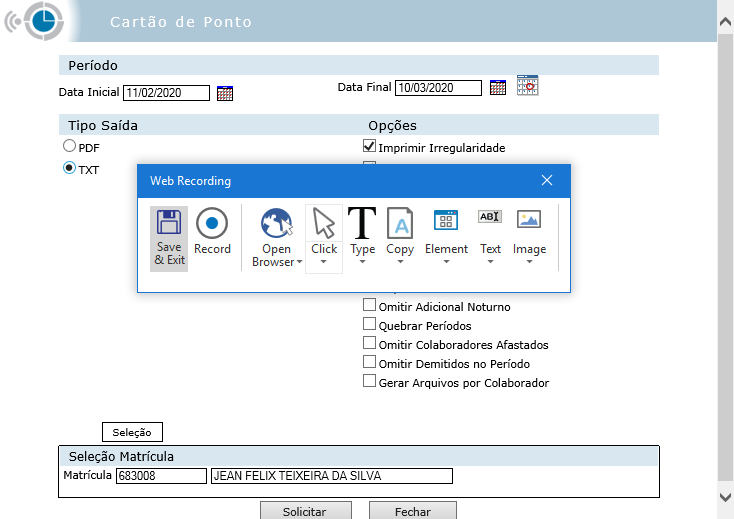 Cartão de Ponto
Período
Data Inicial 11/02/2020
Data Final 10/03/2020
Tipo Saída
Opções
PDF
Imprimir Irregularidade
TXT
Web Recording
Save & Exit
Record
Open Browser
Click
Type
Copy
Element
Text
Image
Omitir Adicional Noturno
Quebrar Períodos
Omitir Colaboradores Afastados
Omitir Demitidos no Período
Gerar Arquivos por Colaborador
Seleção
Seleção Matrícula
Matrícula 683008 JEAN FELIX TEIXEIRA DA SILVA
Solicitar
Fechar